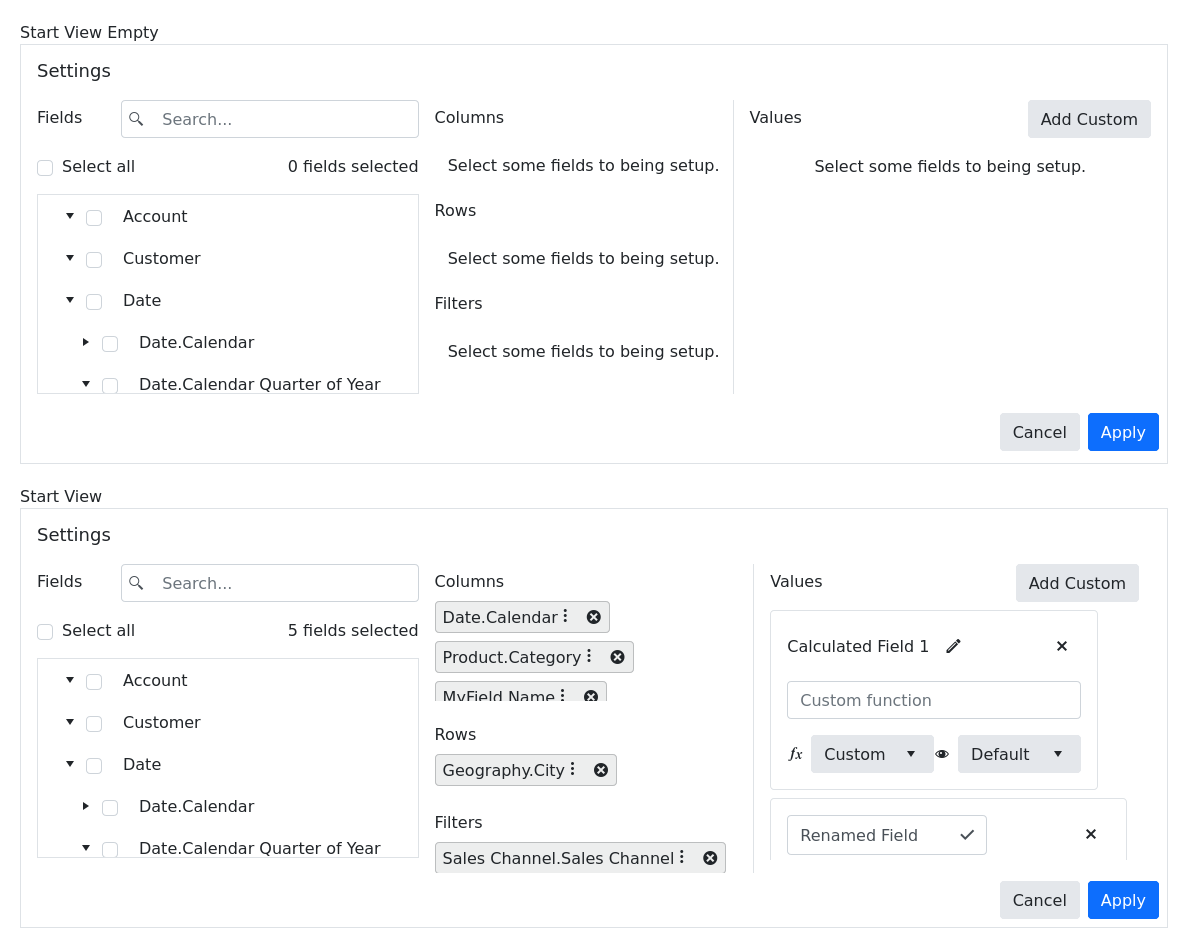 Start View Empty
Settings
Fields
Search...
Select all
0 fields selected
Account
Customer
Date
Date.Calendar
Date.Calendar Quarter of Year
Columns
Select some fields to being setup.
Rows
Select some fields to being setup.
Filters
Select some fields to being setup.
Values
Add Custom
Select some fields to being setup.
Cancel
Apply
Start View
Settings
Fields
Search...
Select all
5 fields selected
Account
Customer
Date
Date.Calendar
Date.Calendar Quarter of Year
Columns
Date.Calendar
Product.Category
MyField Name
Rows
Geography.City
Filters
Sales Channel.Sales Channel
Values
Add Custom
Calculated Field 1
Custom function
fx
Custom
Default
Renamed Field
Cancel
Apply